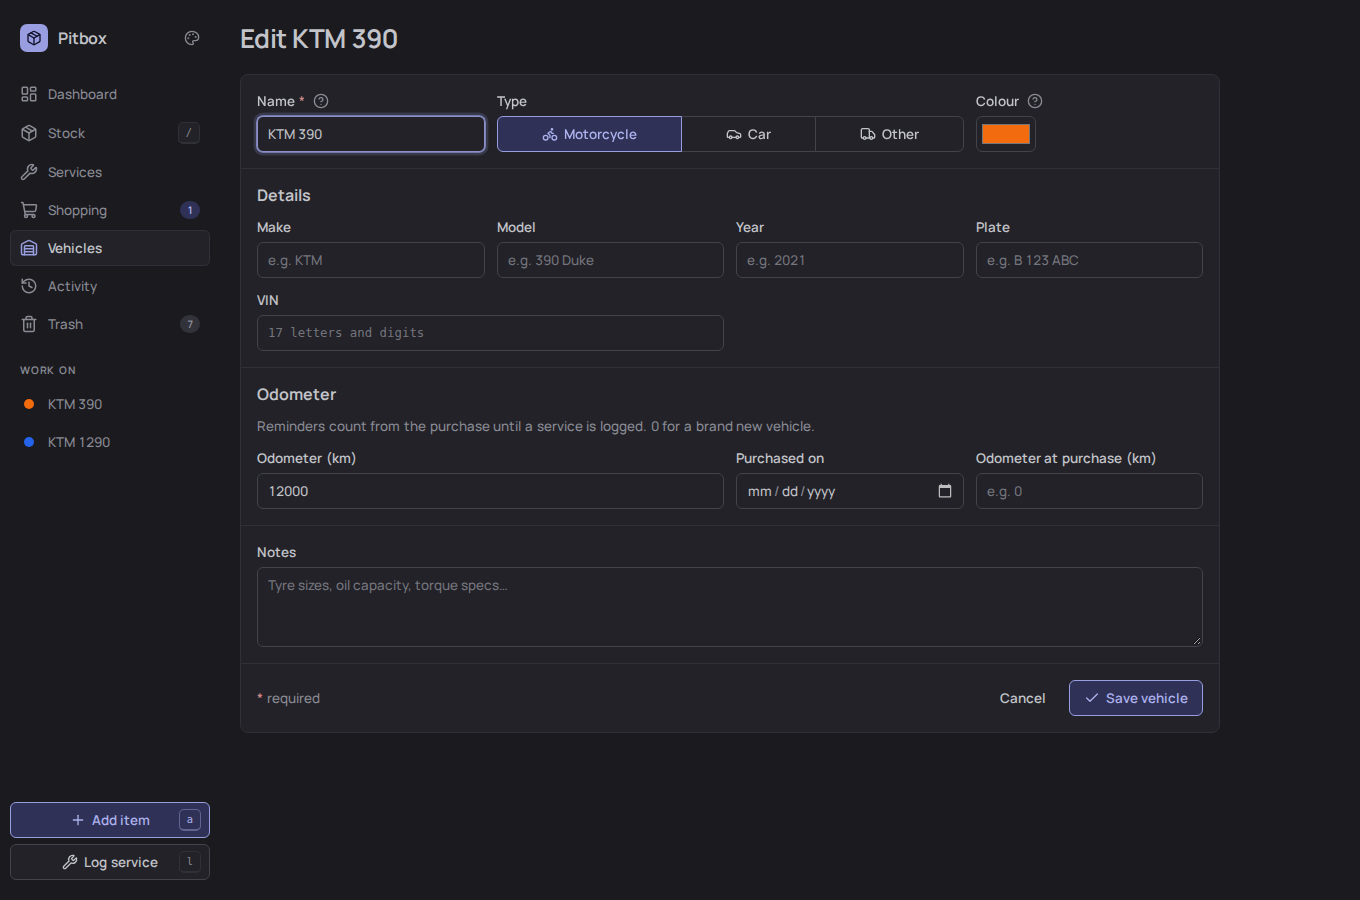 Pitbox
Dashboard
Stock /
Services
Shopping 1
Vehicles
Activity
Trash 7
WORK ON
KTM 390
KTM 1290
Add item a
Log service l
Edit KTM 390
Name * ? Type Colour ?
KTM 390 Motorcycle Car Other
Details
Make Model Year Plate
e.g. KTM e.g. 390 Duke e.g. 2021 e.g. B 123 ABC
VIN
17 letters and digits
Odometer
Reminders count from the purchase until a service is logged. 0 for a brand new vehicle.
Odometer (km) Purchased on Odometer at purchase (km)
12000 mm/dd/yyyy e.g. 0
Notes
Tyre sizes, oil capacity, torque specs…
* required Cancel Save vehicle